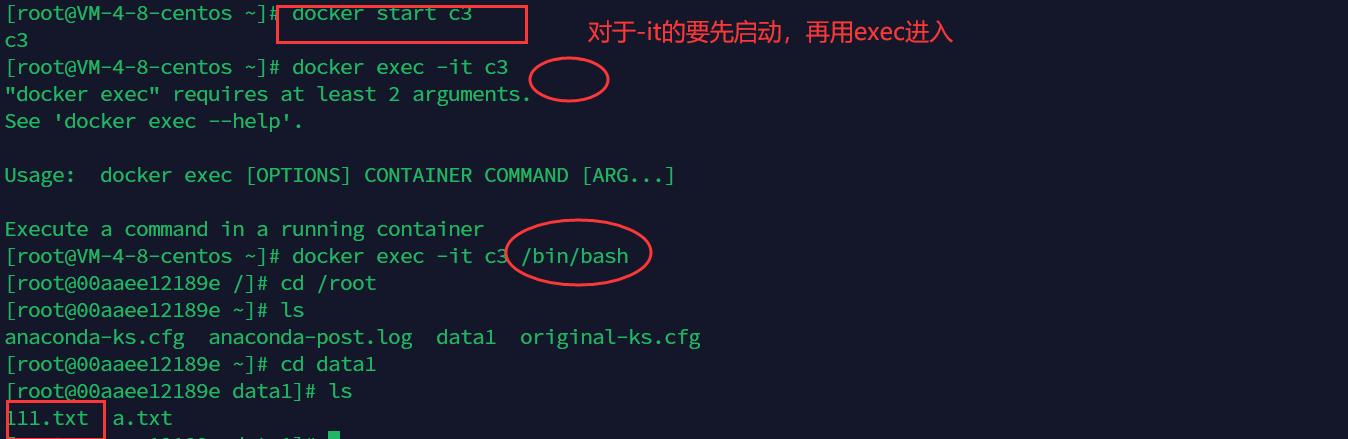 [root@VM-4-8-centos ~]# docker start c3
对于-it的要先启动，再用exec进入
c3
[root@VM-4-8-centos ~]# docker exec -it c3
"docker exec" requires at least 2 arguments.
See 'docker exec --help'.
Usage:  docker exec [OPTIONS] CONTAINER COMMAND [ARG...]
Execute a command in a running container
[root@VM-4-8-centos ~]# docker exec -it c3 /bin/bash
[root@00aaee12189e /]# cd /root
[root@00aaee12189e ~]# ls
anaconda-ks.cfg  anaconda-post.log  data1  original-ks.cfg
[root@00aaee12189e ~]# cd data1
[root@00aaee12189e data1]# ls
111.txt  a.txt